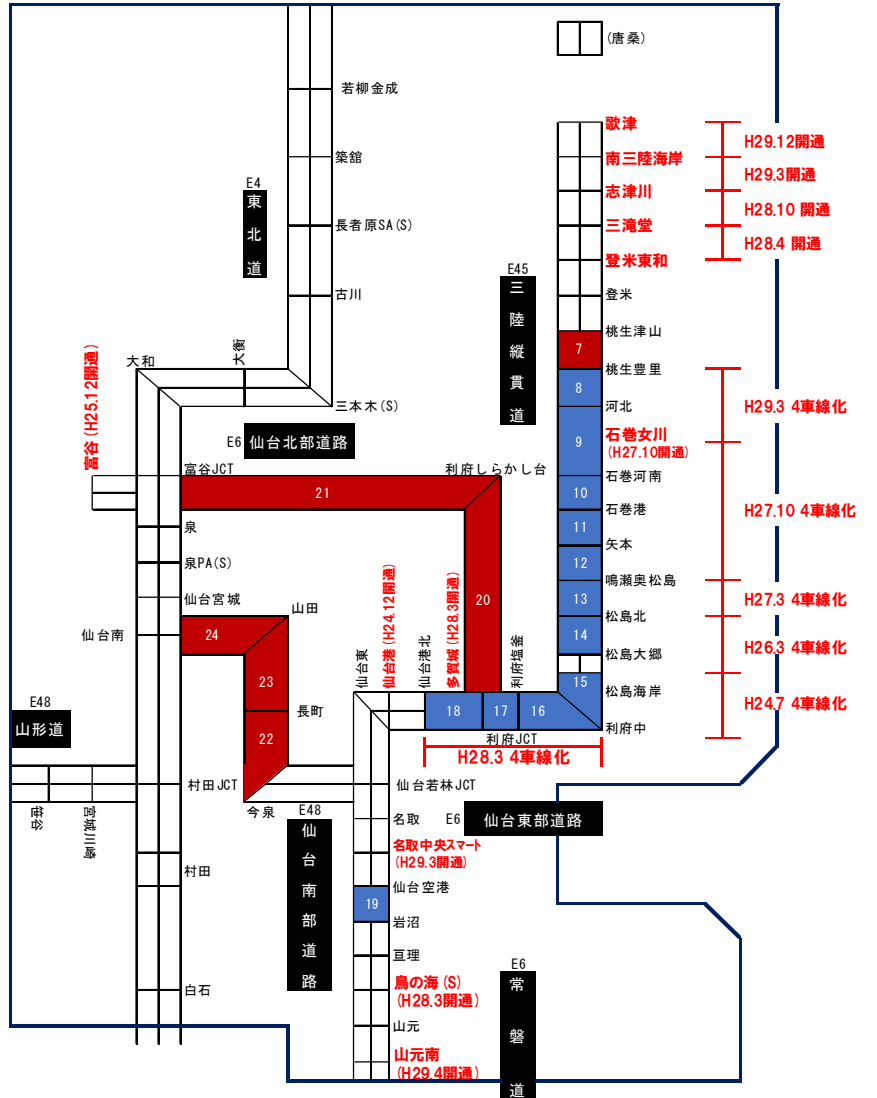 (唐桑)
若柳金成
築舘
長者原SA(S)
古川
三本木(S)
E4
東北道
大和
大衡
富谷(H25.12開通)
E6 仙台北部道路
富谷JCT
利府しらかし台
21
20
泉
泉PA(S)
仙台宮城
仙台南
山田
24
23
22
長町
今泉
E48
山形道
笹谷
宮城川崎
村田JCT
村田
白石
E48
仙台南部道路
歌津
南三陸海岸
志津川
三滝堂
登米東和
登米
桃生津山
桃生豊里
河北
石巻女川
(H27.10開通)
石巻河南
石巻港
矢本
鳴瀬奥松島
松島北
松島大郷
松島海岸
利府中
E45
三陸縦貫道
7
8
9
10
11
12
13
14
15
16
17
18
H29.12開通
H29.3開通
H28.10 開通
H28.4 開通
H29.3 4車線化
H27.10 4車線化
H27.3 4車線化
H26.3 4車線化
H24.7 4車線化
仙台東
仙台港(H24.12開通)
仙台港北
多賀城(H28.3開通)
利府塩釜
利府JCT
H28.3 4車線化
仙台若林JCT
名取
E6 仙台東部道路
名取中央スマート
(H29.3開通)
仙台空港
19
岩沼
亘理
鳥の海(S)
(H28.3開通)
山元
山元南
(H29.4開通)
E6
常磐道